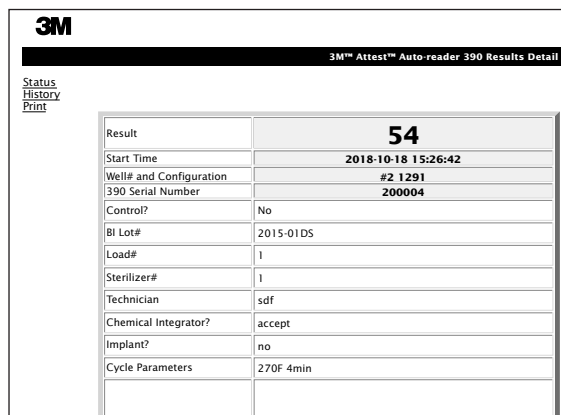 3M
3M™ Attest™ Auto-reader 390 Results Detail
Status
History
Print
Result 54
Start Time 2018-10-18 15:26:42
Well# and Configuration #2 1291
390 Serial Number 200004
Control? No
BI Lot# 2015-01DS
Load# 1
Sterilizer# 1
Technician sdf
Chemical Integrator? accept
Implant? no
Cycle Parameters 270F 4min